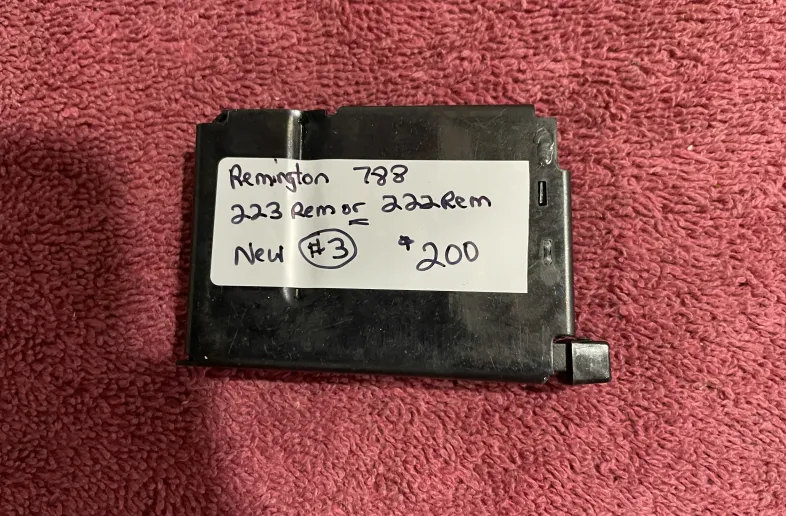 Remington 788
223 Rem or 222 Rem
New #3 $200